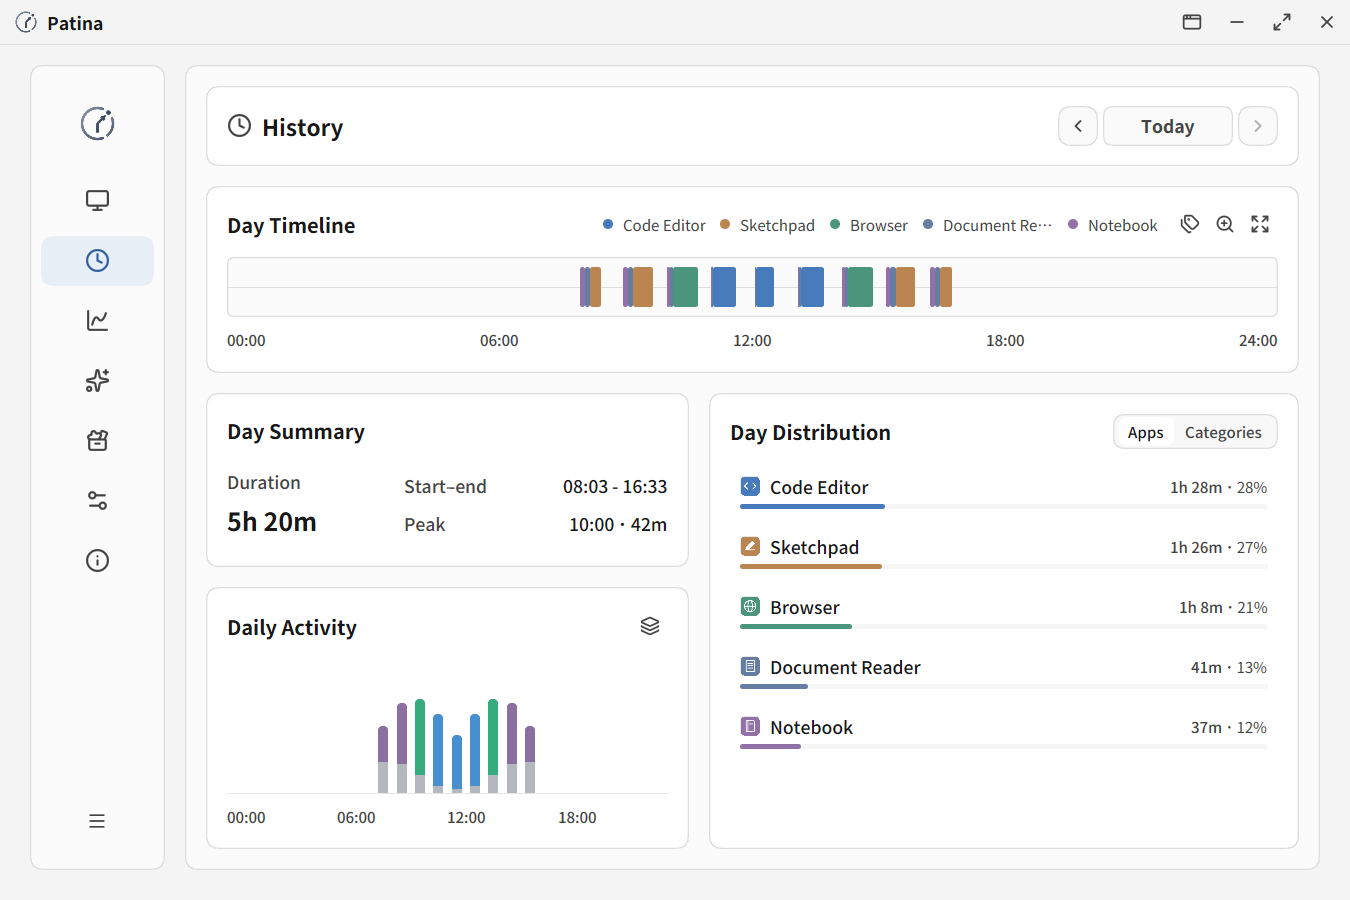 Patina
History
Today
Day Timeline
Code Editor
Sketchpad
Browser
Document Re···
Notebook
00:00 06:00 12:00 18:00 24:00
Day Summary
Duration
5h 20m
Start–end 08:03 - 16:33
Peak 10:00 · 42m
Daily Activity
00:00 06:00 12:00 18:00
Day Distribution
Apps Categories
Code Editor 1h 28m · 28%
Sketchpad 1h 26m · 27%
Browser 1h 8m · 21%
Document Reader 41m · 13%
Notebook 37m · 12%